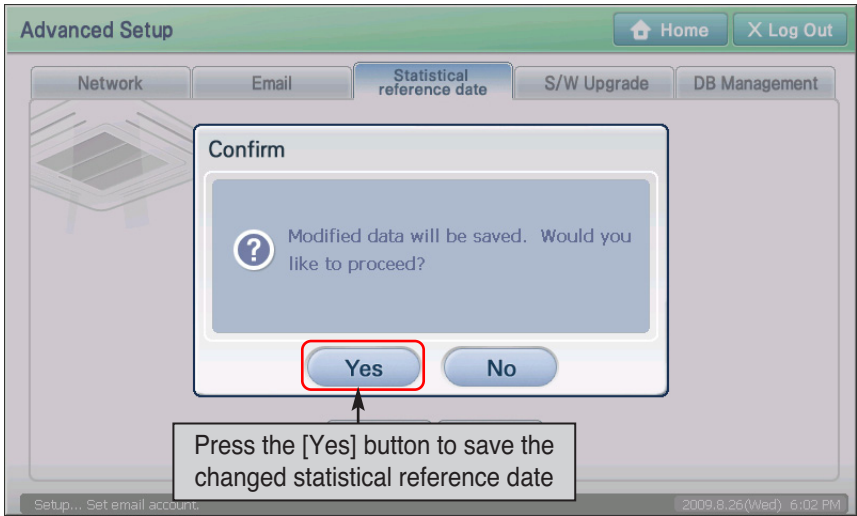 Advanced Setup
Home
X Log Out
Network
Email
Statistical
reference date
S/W Upgrade
DB Management
Confirm
Modified data will be saved. Would you
like to proceed?
Yes
No
Press the [Yes] button to save the
changed statistical reference date
Setup... Set email account.
2009.8.26(Wed) 6:02 PM